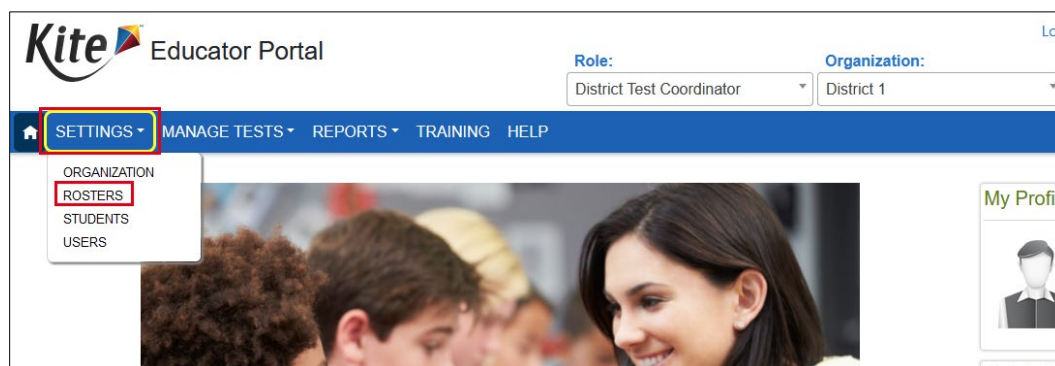 Kite Educator Portal
Lo
Role: Organization:
District Test Coordinator District 1
SETTINGS MANAGE TESTS REPORTS TRAINING HELP
ORGANIZATION
ROSTERS
STUDENTS
USERS
My Profi